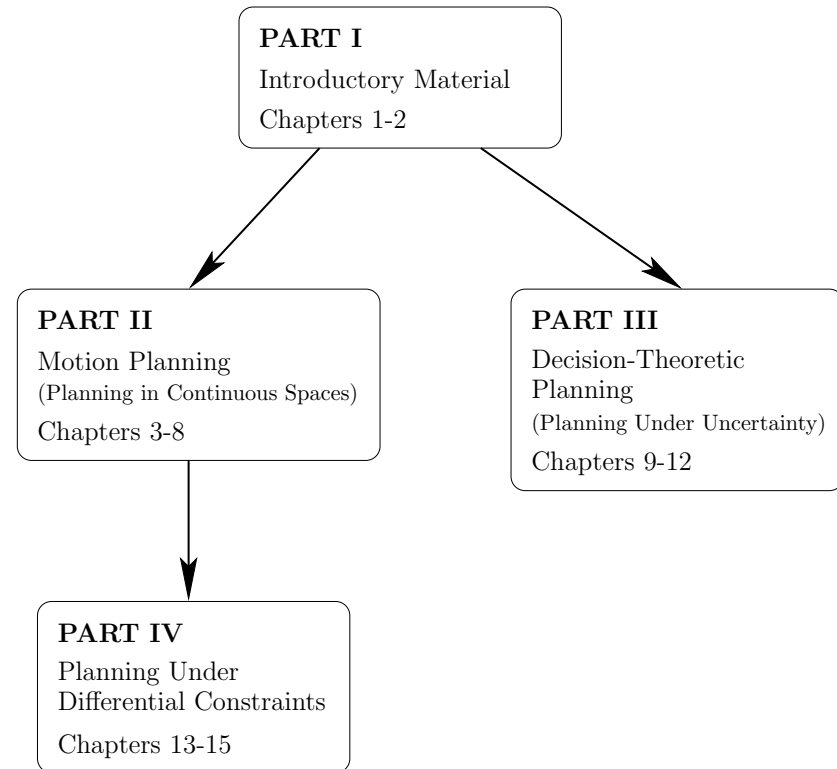 PART I
Introductory Material
Chapters 1-2
PART II
Motion Planning
(Planning in Continuous Spaces)
Chapters 3-8
PART III
Decision-Theoretic
Planning
(Planning Under Uncertainty)
Chapters 9-12
PART IV
Planning Under
Differential Constraints
Chapters 13-15